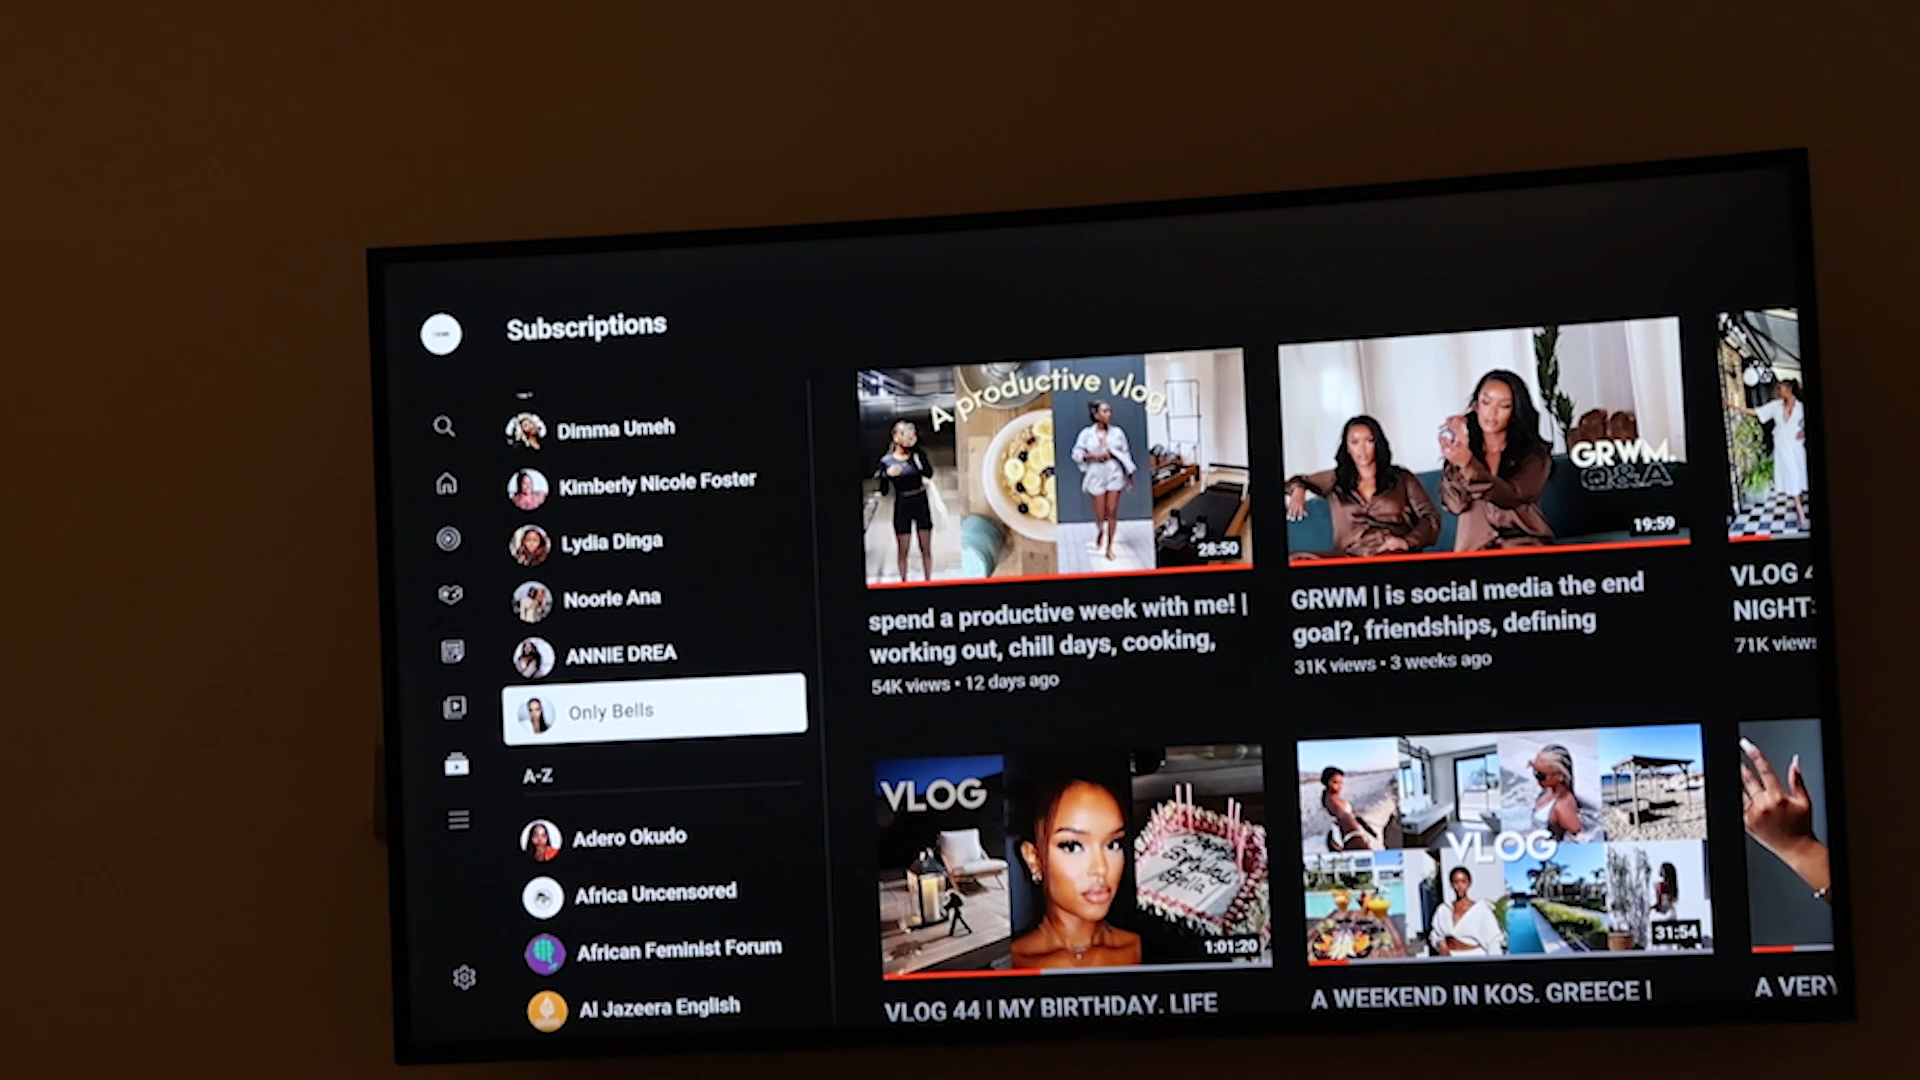 Subscriptions
Dimma Umeh
Kimberly Nicole Foster
Lydia Dinga
Noorie Ana
ANNIE DREA
Only Bells
A-Z
Adero Okudo
Africa Uncensored
African Feminist Forum
Al Jazeera English
A productive vlog
28:50
spend a productive week with me! |
working out, chill days, cooking,
54K views • 12 days ago
GRWM.
Q&A
19:59
GRWM | is social media the end
goal?, friendships, defining
31K views • 3 weeks ago
VLOG 4
NIGHT:
71K views
VLOG
Happy
Birthday
Bella
1:01:20
VLOG 44 | MY BIRTHDAY. LIFE
VLOG
31:54
A WEEKEND IN KOS. GREECE |
A VERY